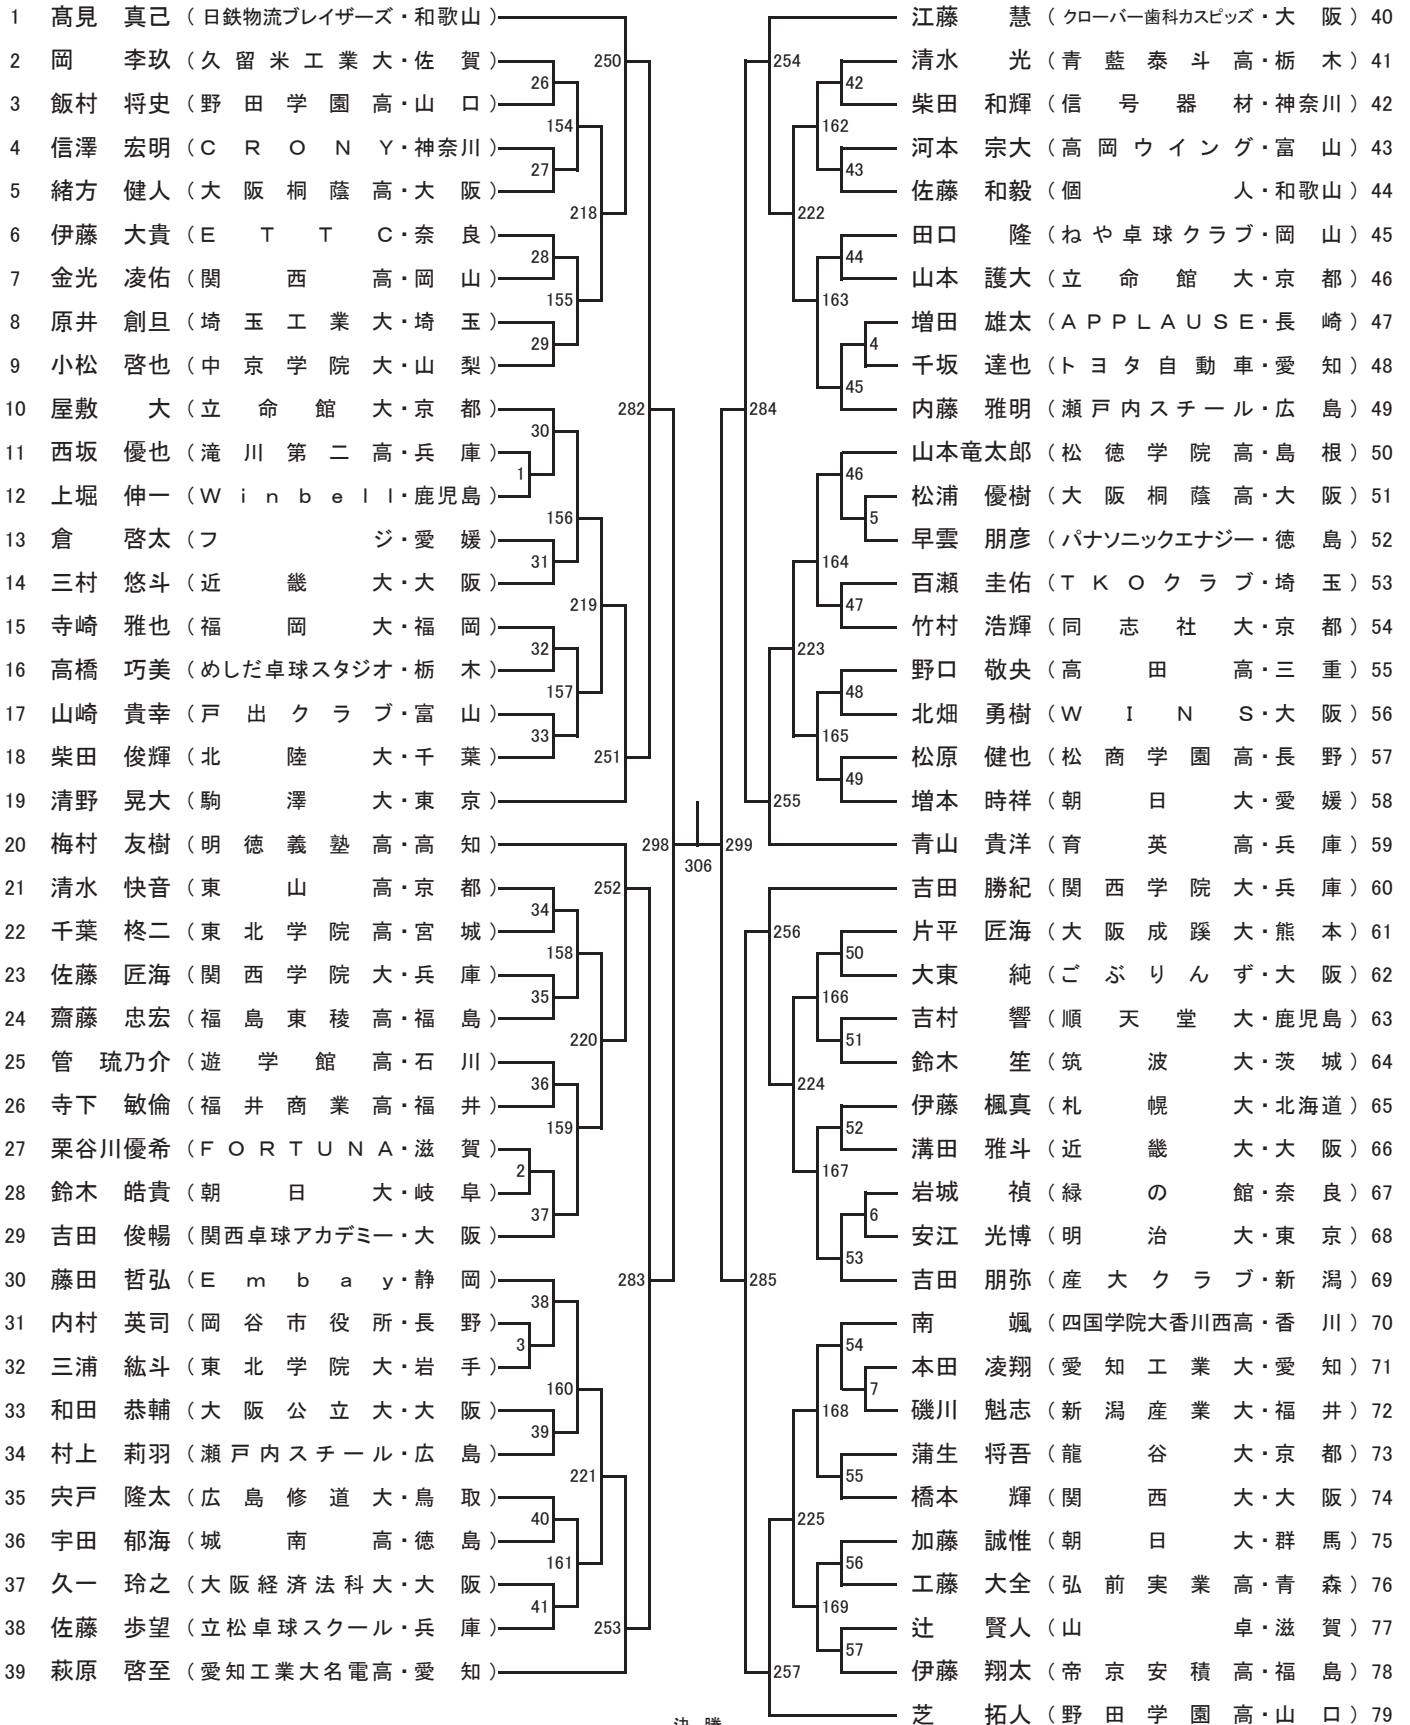 1 髙見 真己 (日鉄物流ブレイザーズ・和歌山)
2 岡 李玖 (久留米工業大・佐賀)
3 飯村 将史 (野田学園高・山口)
4 信澤 宏明 (CRONY・神奈川)
5 緒方 健人 (大阪桐蔭高・大阪)
6 伊藤 大貴 (ETTC・奈良)
7 金光 凌佑 (関西高・岡山)
8 原井 創旦 (埼玉工業大・埼玉)
9 小松 啓也 (中京学院大・山梨)
10 屋敷 大 (立命館大・京都)
11 西坂 優也 (滝川第二高・兵庫)
12 上堀 伸一 (Winbell・鹿児島)
13 倉 啓太 (フジ・愛媛)
14 三村 悠斗 (近畿大・大阪)
15 寺崎 雅也 (福岡大・福岡)
16 高橋 巧美 (めしだ卓球スタジオ・栃木)
17 山崎 貴幸 (戸出クラブ・富山)
18 柴田 俊輝 (北陸大・千葉)
19 清野 晃大 (駒澤大・東京)
20 梅村 友樹 (明徳義塾高・高知)
21 清水 快音 (東山高・京都)
22 千葉 柊二 (東北学院高・宮城)
23 佐藤 匠海 (関西学院大・兵庫)
24 齋藤 忠宏 (福島東稜高・福島)
25 管 琉乃介 (遊学館高・石川)
26 寺下 敏倫 (福井商業高・福井)
27 栗谷川優希 (FORTUNA・滋賀)
28 鈴木 皓貴 (朝日大・岐阜)
29 吉田 俊暢 (関西卓球アカデミー・大阪)
30 藤田 哲弘 (Embay・静岡)
31 内村 英司 (岡谷市役所・長野)
32 三浦 紘斗 (東北学院大・岩手)
33 和田 恭輔 (大阪公立大・大阪)
34 村上 莉羽 (瀬戸内スチール・広島)
35 宍戸 隆太 (広島修道大・鳥取)
36 宇田 郁海 (城南高・徳島)
37 久一 玲之 (大阪経済法科大・大阪)
38 佐藤 歩望 (立松卓球スクール・兵庫)
39 萩原 啓至 (愛知工業大名電高・愛知)
1
2
3
26
27
28
29
30
31
32
33
34
35
36
37
38
39
40
41
154
155
156
157
158
159
160
161
218
219
220
221
250
251
252
253
282
283
298
306
299
284
285
254
255
256
257
222
223
224
225
162
163
164
165
166
167
168
169
42
43
44
45
46
47
48
49
50
51
52
53
54
55
56
57
4
5
6
7
江藤 慧 (クローバー歯科カスピッズ・大阪) 40
清水 光 (青藍泰斗高・栃木) 41
柴田 和輝 (信号器材・神奈川) 42
河本 宗大 (高岡ウイング・富山) 43
佐藤 和毅 (個人・和歌山) 44
田口 隆 (ねや卓球クラブ・岡山) 45
山本 護大 (立命館大・京都) 46
増田 雄太 (APPLAUSE・長崎) 47
千坂 達也 (トヨタ自動車・愛知) 48
内藤 雅明 (瀬戸内スチール・広島) 49
山本竜太郎 (松徳学院高・島根) 50
松浦 優樹 (大阪桐蔭高・大阪) 51
早雲 朋彦 (パナソニックエナジー・徳島) 52
百瀬 圭佑 (TKOクラブ・埼玉) 53
竹村 浩輝 (同志社大・京都) 54
野口 敬央 (高田高・三重) 55
北畑 勇樹 (WINS・大阪) 56
松原 健也 (松商学園高・長野) 57
増本 時祥 (朝日大・愛媛) 58
青山 貴洋 (育英高・兵庫) 59
吉田 勝紀 (関西学院大・兵庫) 60
片平 匠海 (大阪成蹊大・熊本) 61
大東 純 (ごぶりんず・大阪) 62
吉村 響 (順天堂大・鹿児島) 63
鈴木 笙 (筑波大・茨城) 64
伊藤 楓真 (札幌大・北海道) 65
溝田 雅斗 (近畿大・大阪) 66
岩城 禎 (緑の館・奈良) 67
安江 光博 (明治大・東京) 68
吉田 朋弥 (産大クラブ・新潟) 69
南 颯 (四国学院大香川西高・香川) 70
本田 凌翔 (愛知工業大・愛知) 71
磯川 魁志 (新潟産業大・福井) 72
蒲生 将吾 (龍谷大・京都) 73
橋本 輝 (関西大・大阪) 74
加藤 誠惟 (朝日大・群馬) 75
工藤 大全 (弘前実業高・青森) 76
辻 賢人 (山卓・滋賀) 77
伊藤 翔太 (帝京安積高・福島) 78
芝 拓人 (野田学園高・山口) 79
決勝